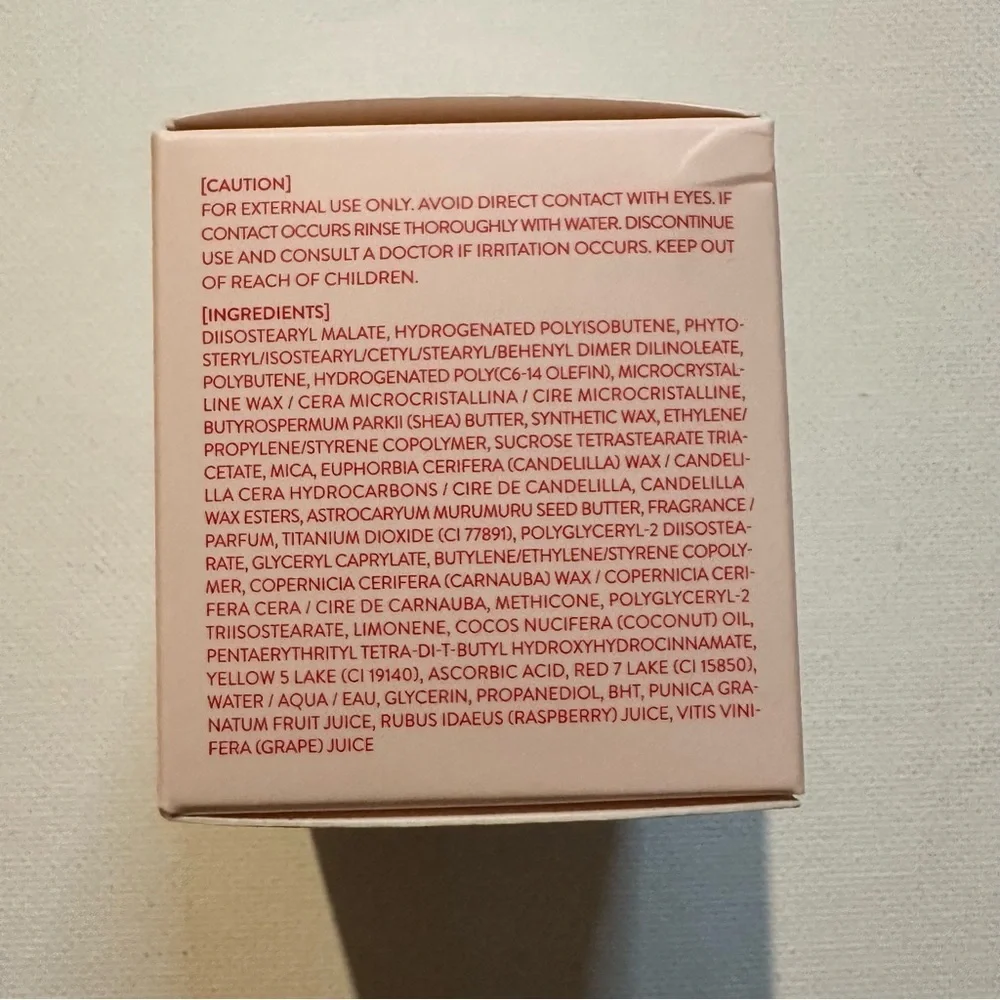 [CAUTION]
FOR EXTERNAL USE ONLY. AVOID DIRECT CONTACT WITH EYES. IF
CONTACT OCCURS RINSE THOROUGHLY WITH WATER. DISCONTINUE
USE AND CONSULT A DOCTOR IF IRRITATION OCCURS. KEEP OUT
OF REACH OF CHILDREN.
[INGREDIENTS]
DIISOSTEARYL MALATE, HYDROGENATED POLYISOBUTENE, PHYTO-
STERYL/ISOSTEARYL/CETYL/STEARYL/BEHENYL DIMER DILINOLEATE,
POLYBUTENE, HYDROGENATED POLY(C6-14 OLEFIN), MICROCRYSTAL-
LINE WAX / CERA MICROCRISTALLINA / CIRE MICROCRISTALLINE,
BUTYROSPERMUM PARKII (SHEA) BUTTER, SYNTHETIC WAX, ETHYLENE/
PROPYLENE/STYRENE COPOLYMER, SUCROSE TETRASTEARATE TRIA-
CETATE, MICA, EUPHORBIA CERIFERA (CANDELILLA) WAX / CANDELI-
LLA CERA HYDROCARBONS / CIRE DE CANDELILLA, CANDELILLA
WAX ESTERS, ASTROCARYUM MURUMURU SEED BUTTER, FRAGRANCE /
PARFUM, TITANIUM DIOXIDE (CI 77891), POLYGLYCERYL-2 DIISOSTEA-
RATE, GLYCERYL CAPRYLATE, BUTYLENE/ETHYLENE/STYRENE COPOLY-
MER, COPERNICIA CERIFERA (CARNAUBA) WAX / COPERNICIA CERI-
FERA CERA / CIRE DE CARNAUBA, METHICONE, POLYGLYCERYL-2
TRIISOSTEARATE, LIMONENE, COCOS NUCIFERA (COCONUT) OIL,
PENTAERYTHRITYL TETRA-DI-T-BUTYL HYDROXYHYDROCINNAMATE,
YELLOW 5 LAKE (CI 19140), ASCORBIC ACID, RED 7 LAKE (CI 15850),
WATER / AQUA / EAU, GLYCERIN, PROPANEDIOL, BHT, PUNICA GRA-
NATUM FRUIT JUICE, RUBUS IDAEUS (RASPBERRY) JUICE, VITIS VINI-
FERA (GRAPE) JUICE